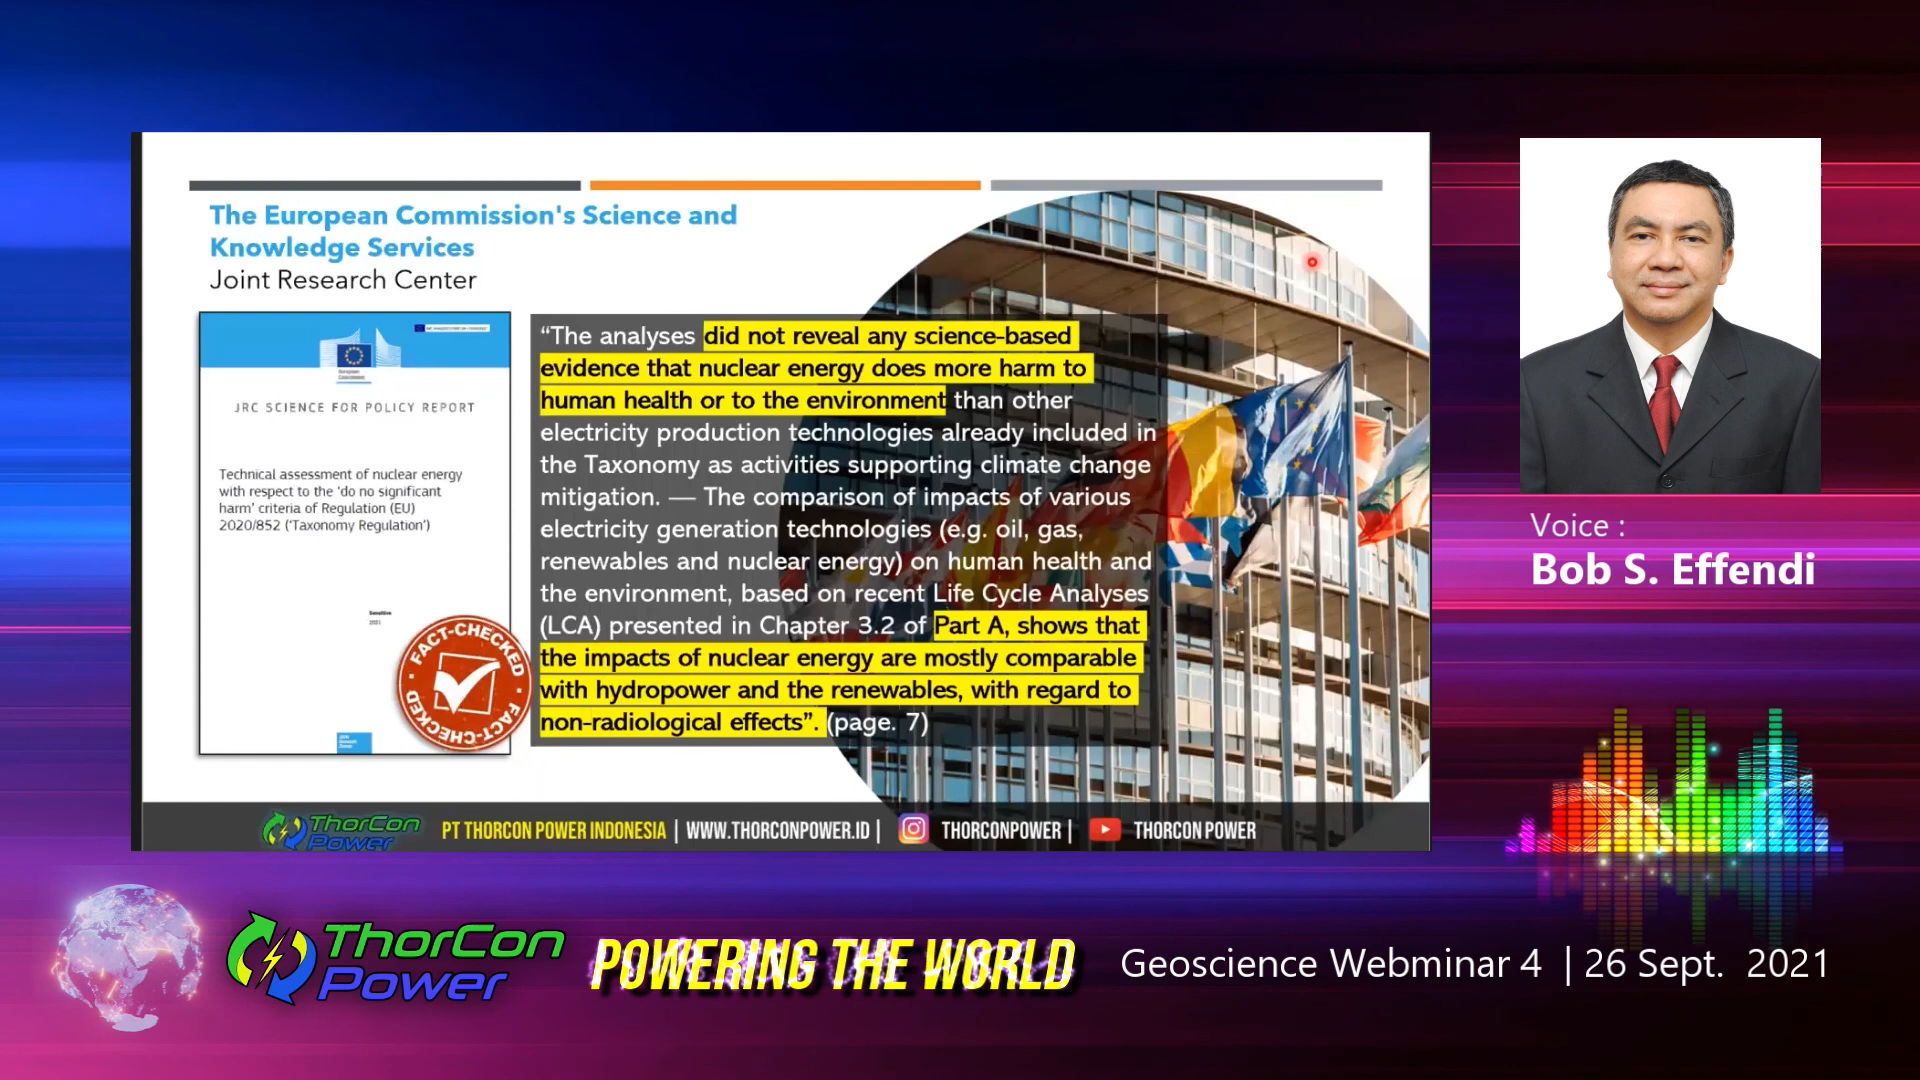 The European Commission's Science and
Knowledge Services
Joint Research Center
European
Commission
JRC SCIENCE FOR POLICY REPORT
Technical assessment of nuclear energy
with respect to the 'do no significant
harm' criteria of Regulation (EU)
2020/852 ('Taxonomy Regulation')
Sensitive
2021
FACT-CHECKED
FACT-CHECKED
“The analyses did not reveal any science-based
evidence that nuclear energy does more harm to
human health or to the environment than other
electricity production technologies already included in
the Taxonomy as activities supporting climate change
mitigation. — The comparison of impacts of various
electricity generation technologies (e.g. oil, gas,
renewables and nuclear energy) on human health and
the environment, based on recent Life Cycle Analyses
(LCA) presented in Chapter 3.2 of Part A, shows that
the impacts of nuclear energy are mostly comparable
with hydropower and the renewables, with regard to
non-radiological effects”. (page. 7)
ThorCon
Power
PT THORCON POWER INDONESIA | WWW.THORCONPOWER.ID | THORCONPOWER | THORCON POWER
Voice :
Bob S. Effendi
ThorCon
Power
POWERING THE WORLD
Geoscience Webminar 4 | 26 Sept. 2021